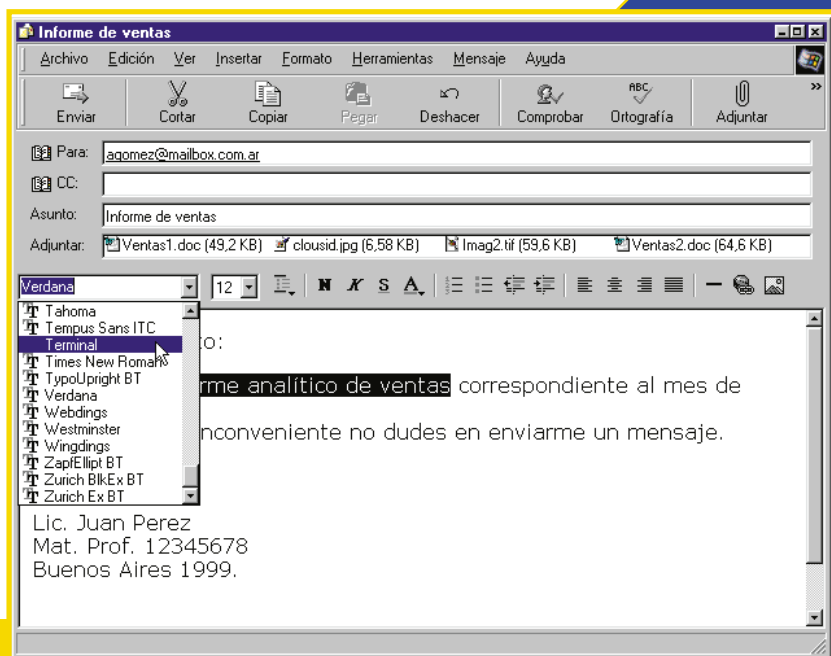 Informe de ventas
Archivo Edición Ver Insertar Formato Herramientas Mensaje Ayuda
Enviar Cortar Copiar Pegar Deshacer Comprobar Ortografía Adjuntar
Para: agomez@mailbox.com.ar
CC:
Asunto: Informe de ventas
Adjuntar: Ventas1.doc (49,2 KB) clousid.jpg (6,58 KB) Imag2.tif (59,6 KB) Ventas2.doc (64,6 KB)
Verdana 12 N K S A
Tahoma
Tempus Sans ITC
Terminal
Times New Roman
TypoUpright BT
Verdana
Webdings
Westminster
Wingdings
ZapfEllipt BT
Zurich BlkEx BT
Zurich Ex BT
to:
rme analítico de ventas correspondiente al mes de
nconveniente no dudes en enviarme un mensaje.
Lic. Juan Perez
Mat. Prof. 12345678
Buenos Aires 1999.